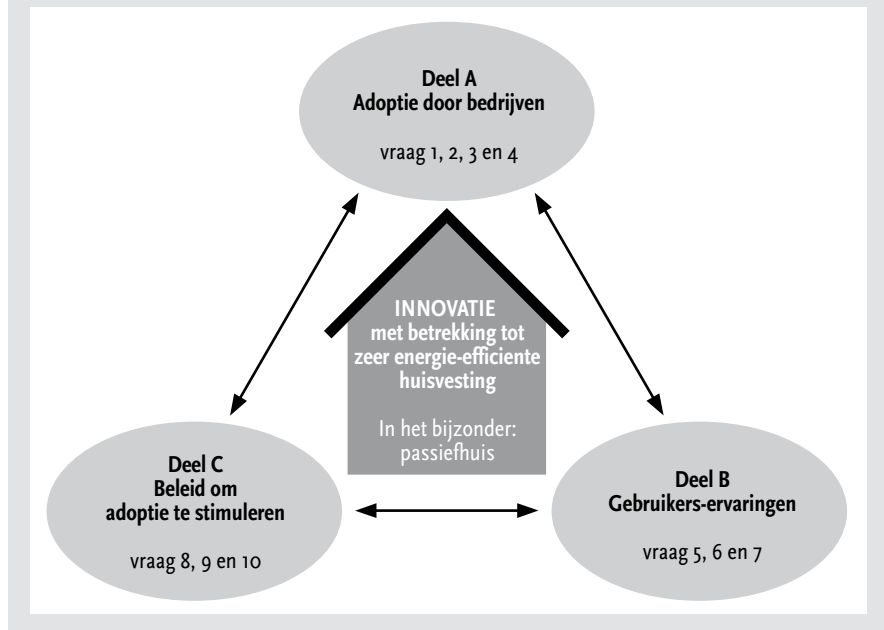 Deel A
Adoptie door bedrijven
vraag 1, 2, 3 en 4
INNOVATIE
met betrekking tot
zeer energie-efficiente
huisvesting
In het bijzonder:
passiefhuis
Deel C
Beleid om
adoptie te stimuleren
vraag 8, 9 en 10
Deel B
Gebruikers-ervaringen
vraag 5, 6 en 7